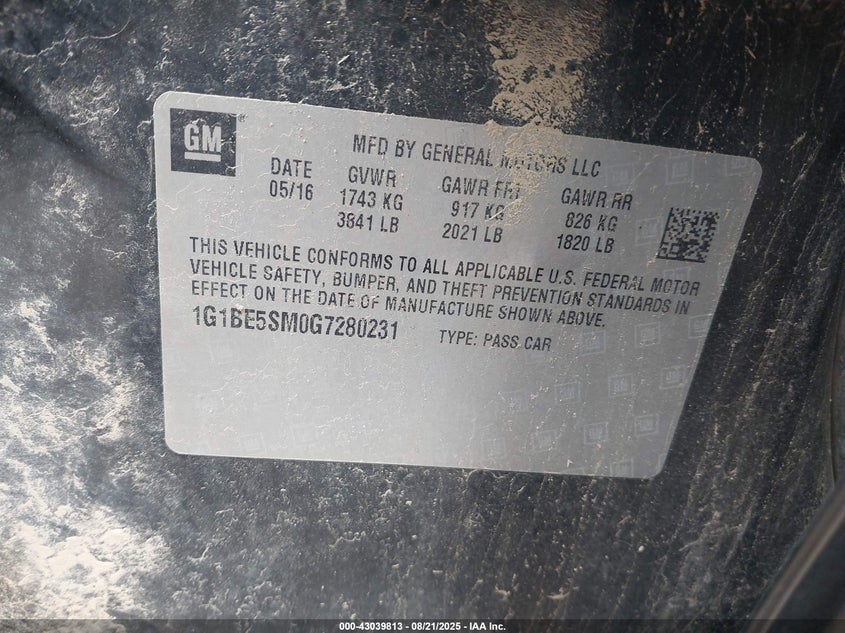 GM
®
MFD BY GENERAL MOTORS LLC
DATE GVWR GAWR FRT GAWR RR
05/16 1743 KG 917 KG 826 KG
3841 LB 2021 LB 1820 LB
THIS VEHICLE CONFORMS TO ALL APPLICABLE U.S. FEDERAL MOTOR
VEHICLE SAFETY, BUMPER, AND THEFT PREVENTION STANDARDS IN
EFFECT ON THE DATE OF MANUFACTURE SHOWN ABOVE.
1G1BE5SM0G7280231 TYPE: PASS CAR
000-43039813 - 08/21/2025 - IAA Inc.